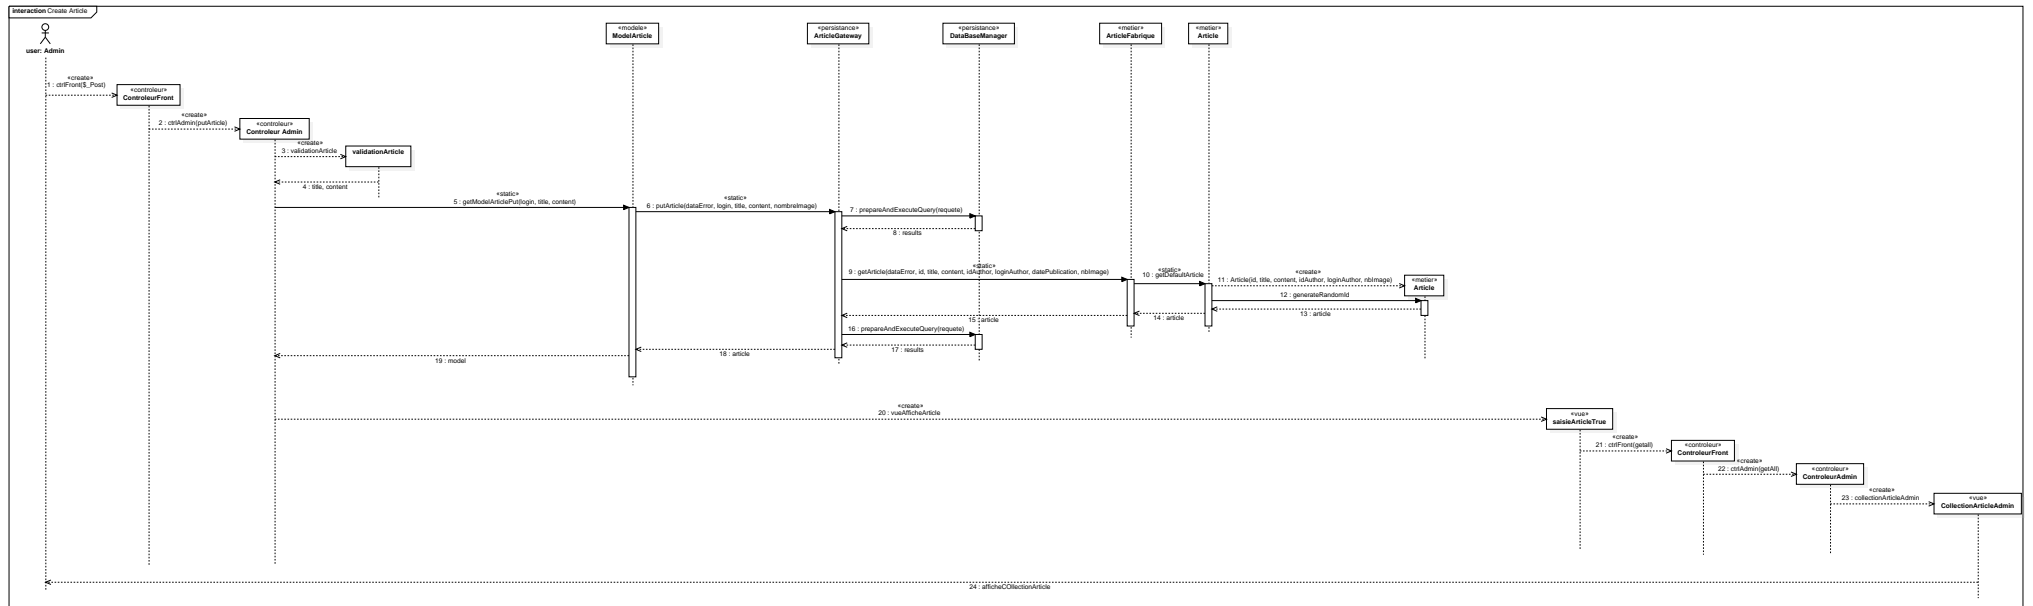 interaction Create Article
user: Admin
«modele»
ModelArticle
«persistance»
ArticleGateway
«persistance»
DataBaseManager
«metier»
ArticleFabrique
«metier»
Article
«create»
1 : ctrlFront($_Post)
«controleur»
ControleurFront
«create»
2 : ctrlAdmin(putArticle)
«controleur»
Controleur Admin
«create»
3 : validationArticle
validationArticle
4 : title, content
«static»
5 : getModelArticlePut(login, title, content)
«static»
6 : putArticle(dataError, login, title, content, nombreImage)
7 : prepareAndExecuteQuery(requete)
8 : results
«static»
9 : getArticle(dataError, id, title, content, idAuthor, loginAuthor, datePublication, nbImage)
«static»
10 : getDefaultArticle
«create»
11 : Article(id, title, content, idAuthor, loginAuthor, nbImage)
«metier»
Article
12 : generateRandomId
13 : article
14 : article
15 : article
16 : prepareAndExecuteQuery(requete)
17 : results
18 : article
19 : model
«create»
20 : vueAfficheArticle
«vue»
saisieArticleTrue
«create»
21 : ctrlFront(getall)
«controleur»
ControleurFront
«create»
22 : ctrlAdmin(getAll)
«controleur»
ControleurAdmin
«create»
23 : collectionArticleAdmin
«vue»
CollectionArticleAdmin
24 : afficheCOllectionArticle